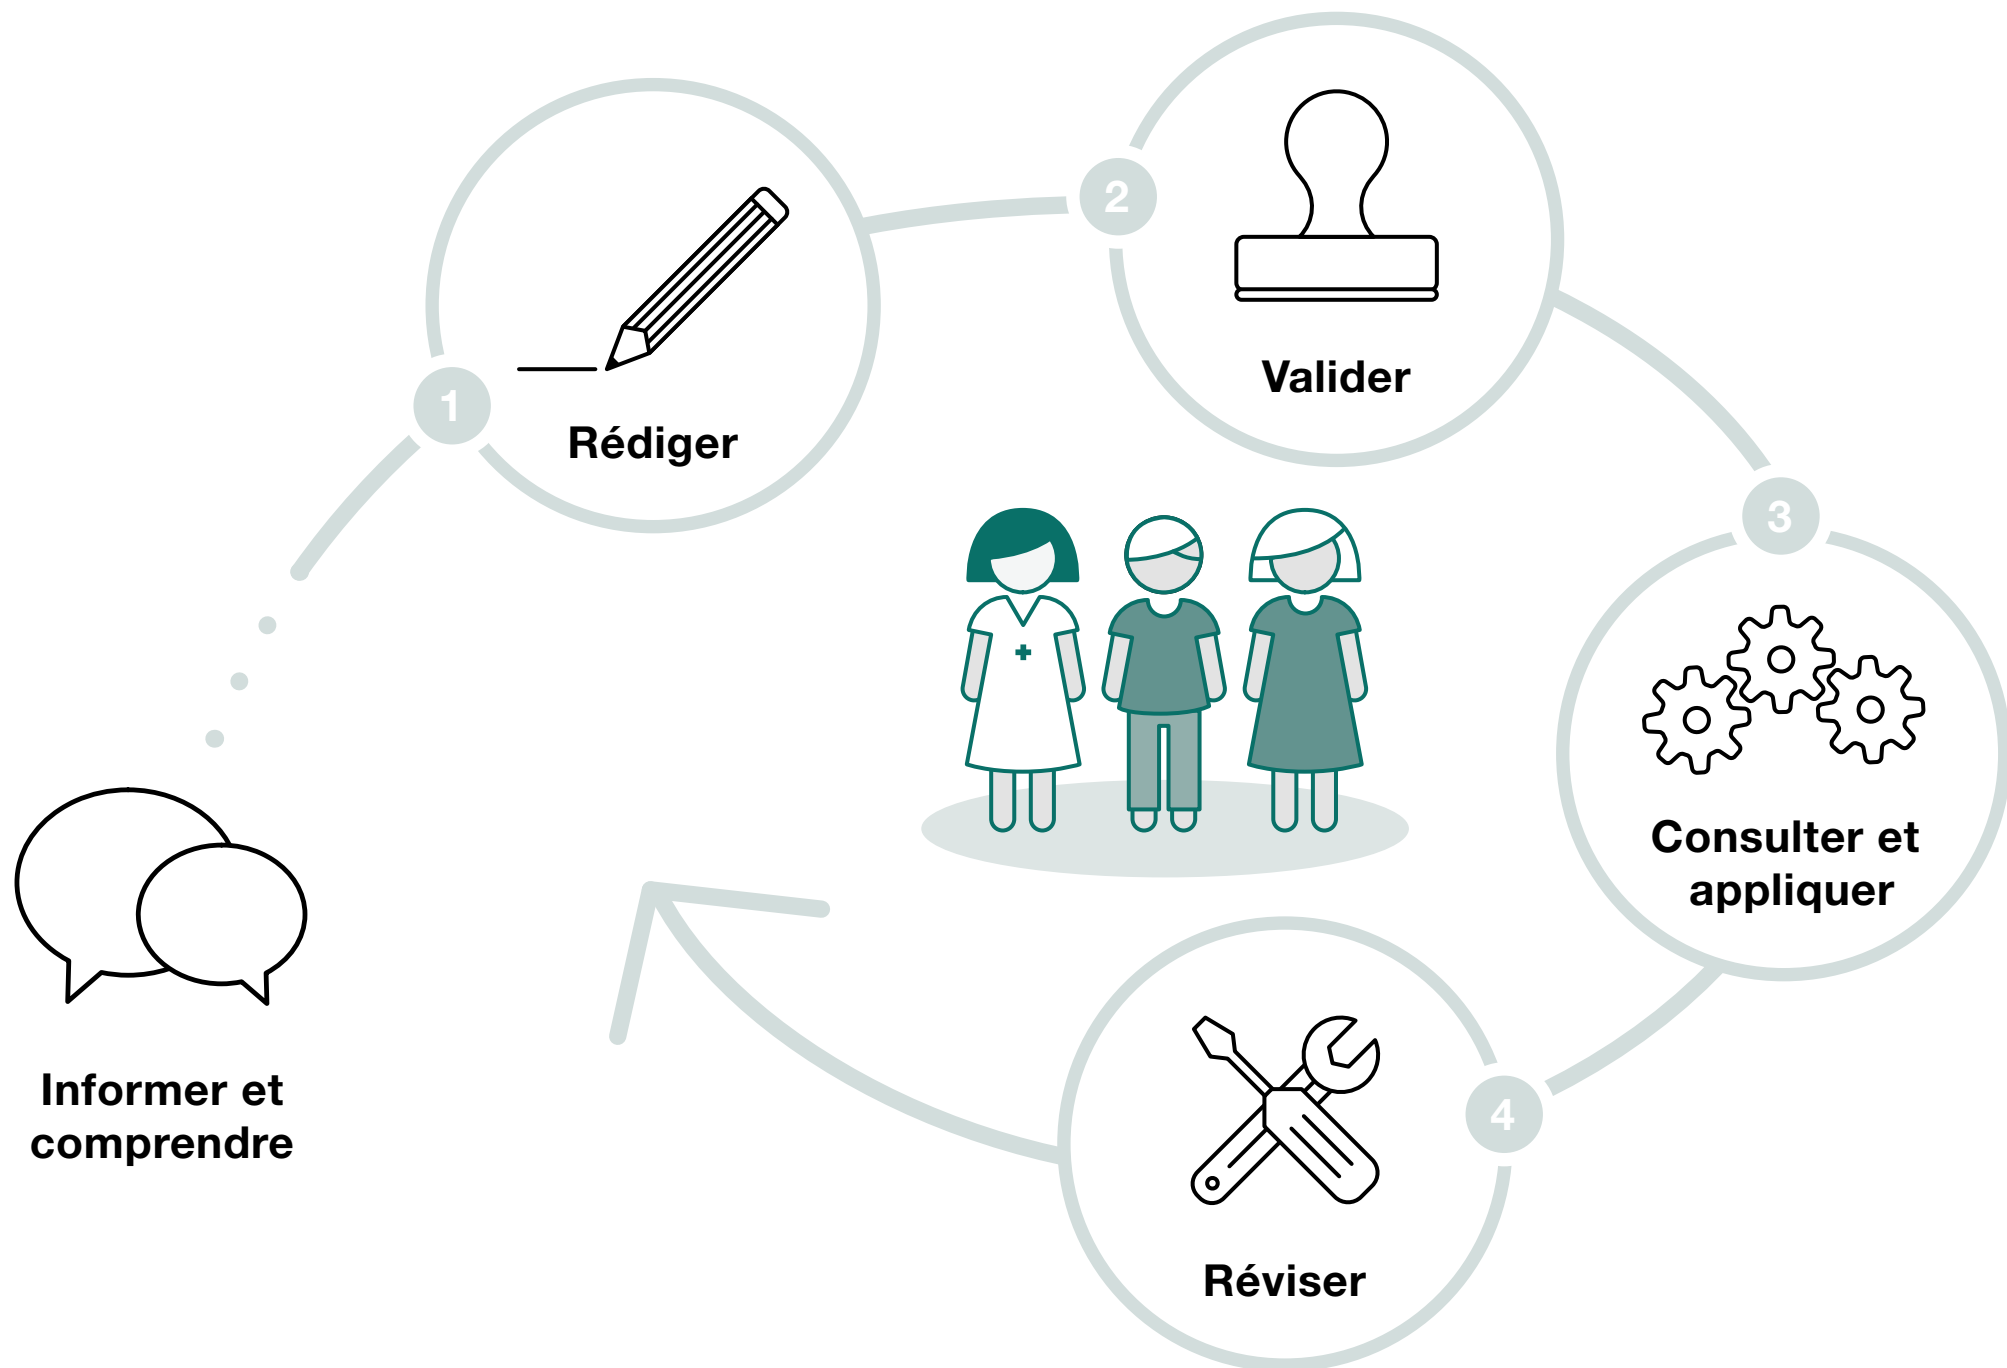 1
Rédiger
2
Valider
3
Consulter et
appliquer
4
Réviser
Informer et
comprendre